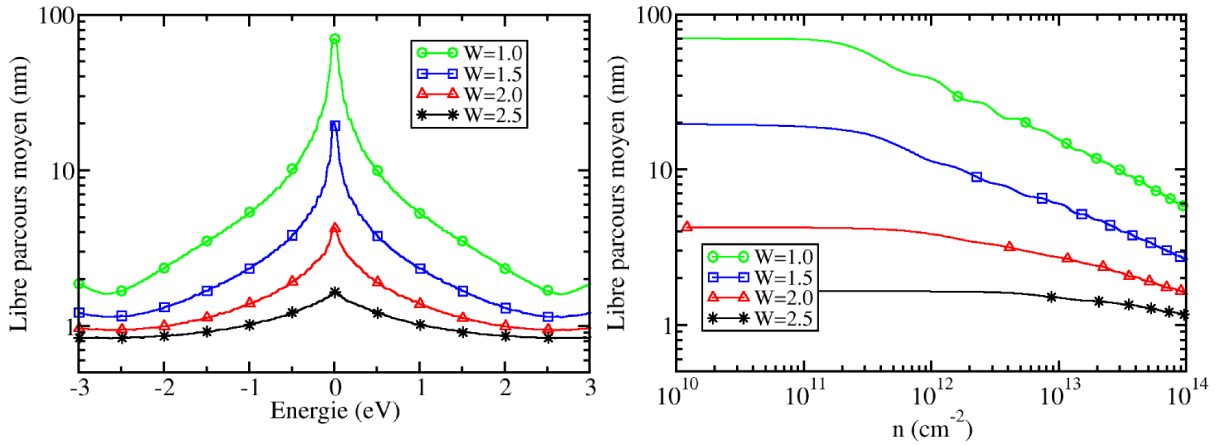 100
10
1
Libre parcours moyen (nm)
W=1.0
W=1.5
W=2.0
W=2.5
-3 -2 -1 0 1 2 3
Energie (eV)
100
10
1
Libre parcours moyen (nm)
W=1.0
W=1.5
W=2.0
W=2.5
10^10 10^11 10^12 10^13 10^14
n (cm^-2)